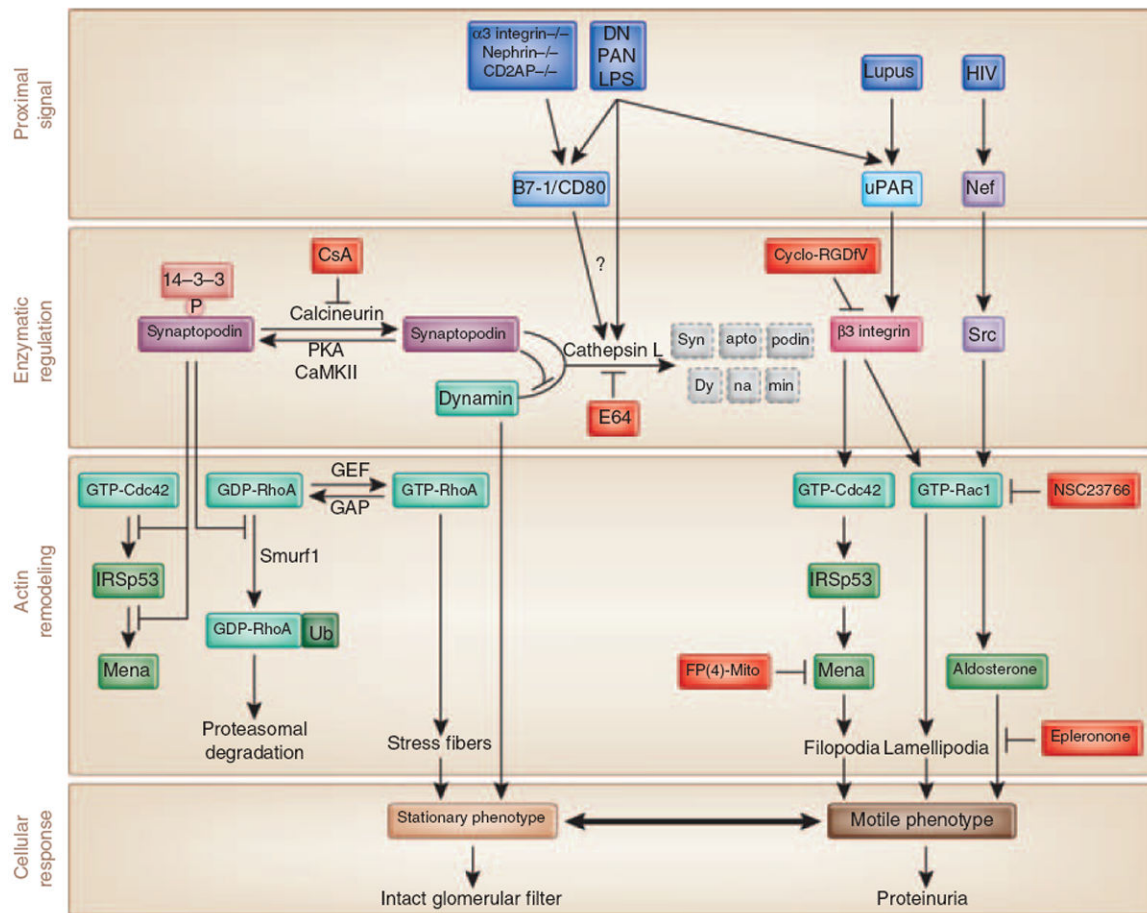 Proximal
signal
α3 integrin–/–
Nephrin–/–
CD2AP–/–
DN
PAN
LPS
Lupus
HIV
B7-1/CD80
uPAR
Nef
Enzymatic
regulation
14–3–3
P
Synaptopodin
CsA
Calcineurin
PKA
CaMKII
Synaptopodin
Dynamin
?
Cathepsin L
E64
Syn
apto
podin
Dy
na
min
Cyclo-RGDfV
β3 integrin
Src
Actin
remodeling
GTP-Cdc42
GDP-RhoA
GEF
GAP
GTP-RhoA
GTP-Cdc42
GTP-Rac1
NSC23766
Smurf1
IRSp53
IRSp53
GDP-RhoA
Ub
Mena
FP(4)-Mito
Mena
Aldosterone
Proteasomal
degradation
Stress fibers
Filopodia
Lamellipodia
Epleronone
Cellular
response
Stationary phenotype
Motile phenotype
Intact glomerular filter
Proteinuria